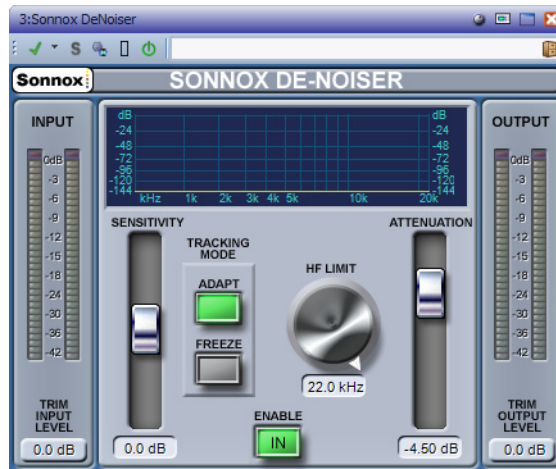 3:Sonnox DeNoiser
S
Sonnox
SONNOX DE-NOISER
INPUT
0dB
-3
-6
-9
-12
-15
-18
-24
-30
-36
-42
TRIM
INPUT
LEVEL
0.0 dB
dB
-24
-48
-72
-96
-120
-144
kHz 1k 2k 3k 4k 5k 10k 20k
dB
-24
-48
-72
-96
-120
-144
SENSITIVITY
0.0 dB
TRACKING
MODE
ADAPT
FREEZE
HF LIMIT
22.0 kHz
ENABLE
IN
ATTENUATION
-4.50 dB
OUTPUT
0dB
-3
-6
-9
-12
-15
-18
-24
-30
-36
-42
TRIM
OUTPUT
LEVEL
0.0 dB